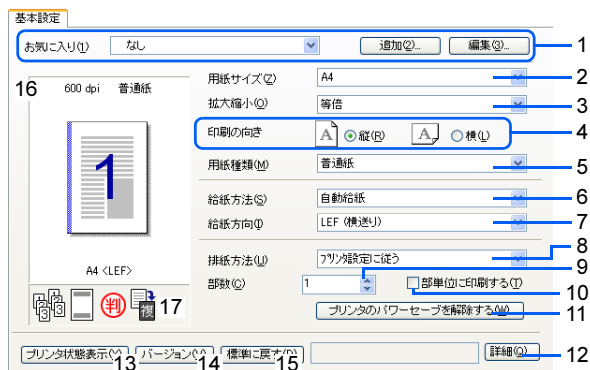 基本設定
お気に入り(1) なし 追加(2)... 編集(3)... 1
16 600 dpi 普通紙
用紙サイズ(Z) A4 2
拡大縮小(O) 等倍 3
印刷の向き A 縦(R) A 横(L) 4
1
用紙種類(M) 普通紙 5
給紙方法(S) 自動給紙 6
給紙方向(I) LEF (横送り) 7
排紙方法(U) プリンタ設定に従う 8
A4 <LEF>
部数(C) 1 9 部単位に印刷する(T) 10
判 複 17
プリンタのパワーセーブを解除する(W) 11
プリンタ状態表示 13 バージョン 14 標準に戻す 15 詳細(Q) 12